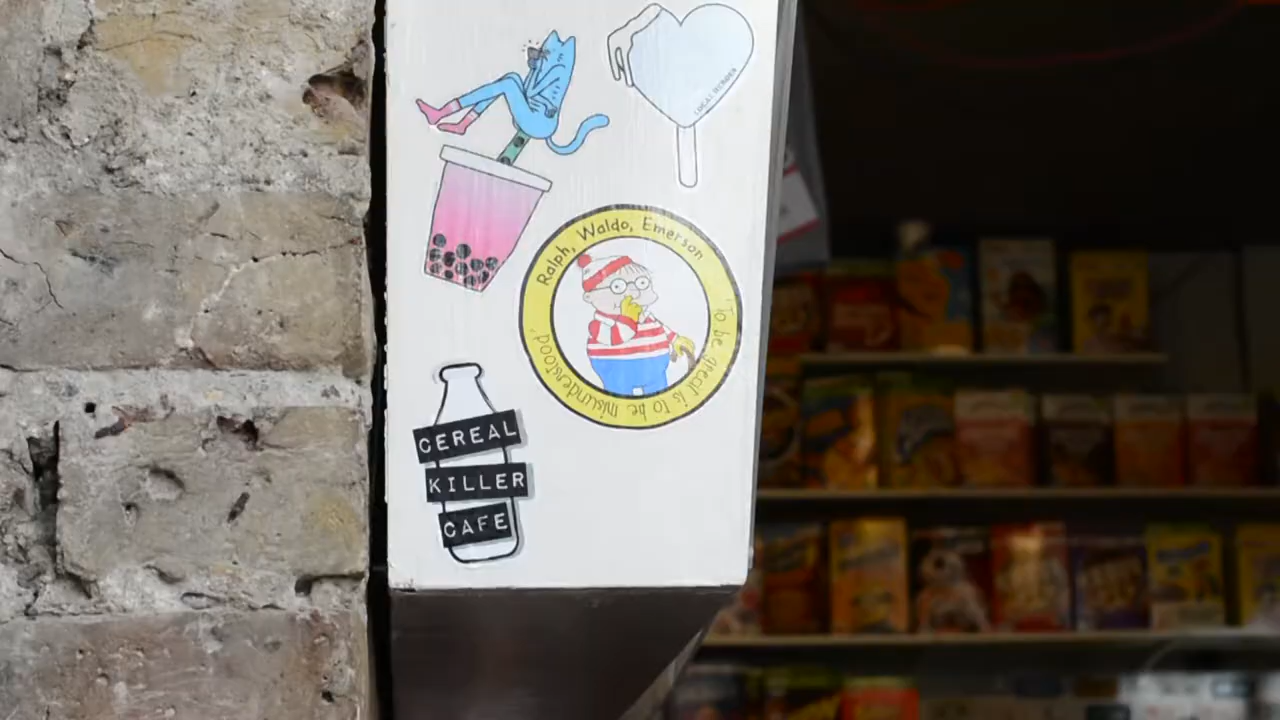 Ralph, Waldo, Emerson
"To be great is to be misunderstood"
CEREAL
KILLER
CAFE